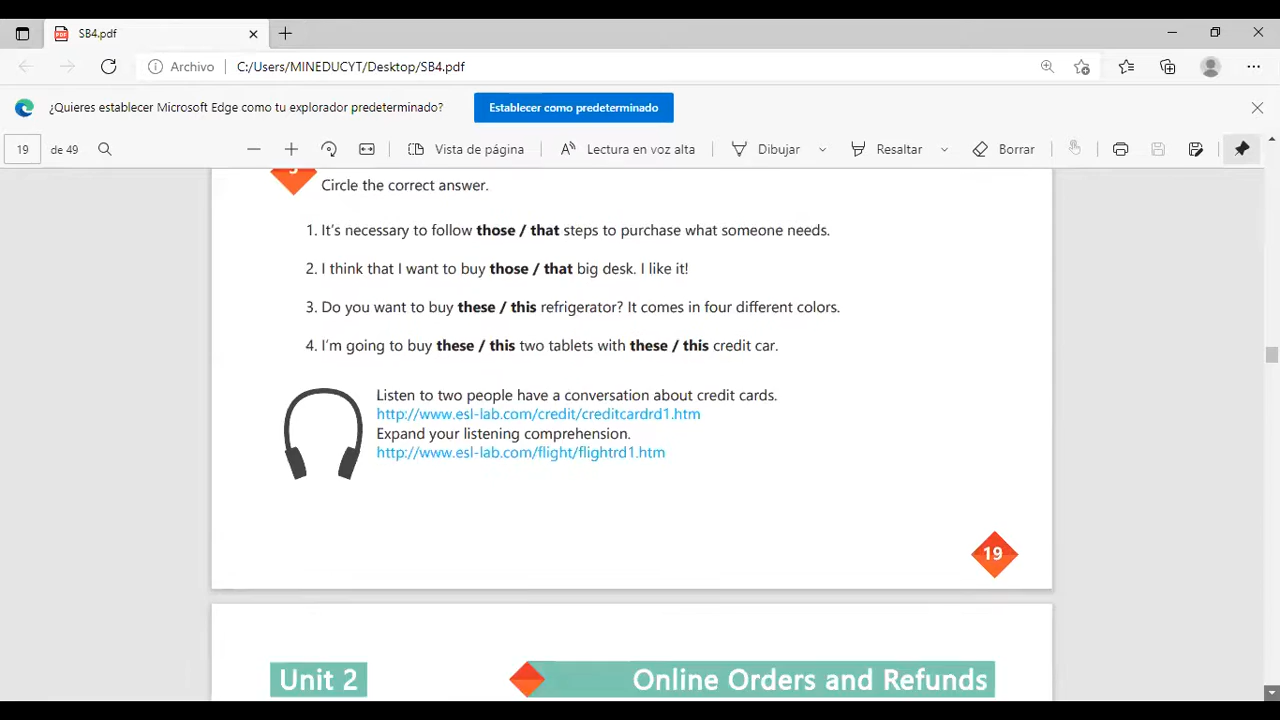 SB4.pdf
Archivo
C:/Users/MINEDUCYT/Desktop/SB4.pdf
¿Quieres establecer Microsoft Edge como tu explorador predeterminado?
Establecer como predeterminado
19
de 49
Vista de página
Lectura en voz alta
Dibujar
Resaltar
Borrar
Circle the correct answer.
1. It's necessary to follow those / that steps to purchase what someone needs.
2. I think that I want to buy those / that big desk. I like it!
3. Do you want to buy these / this refrigerator? It comes in four different colors.
4. I'm going to buy these / this two tablets with these / this credit car.
Listen to two people have a conversation about credit cards.
http://www.esl-lab.com/credit/creditcardrd1.htm
Expand your listening comprehension.
http://www.esl-lab.com/flight/flightrd1.htm
19
Unit 2
Online Orders and Refunds